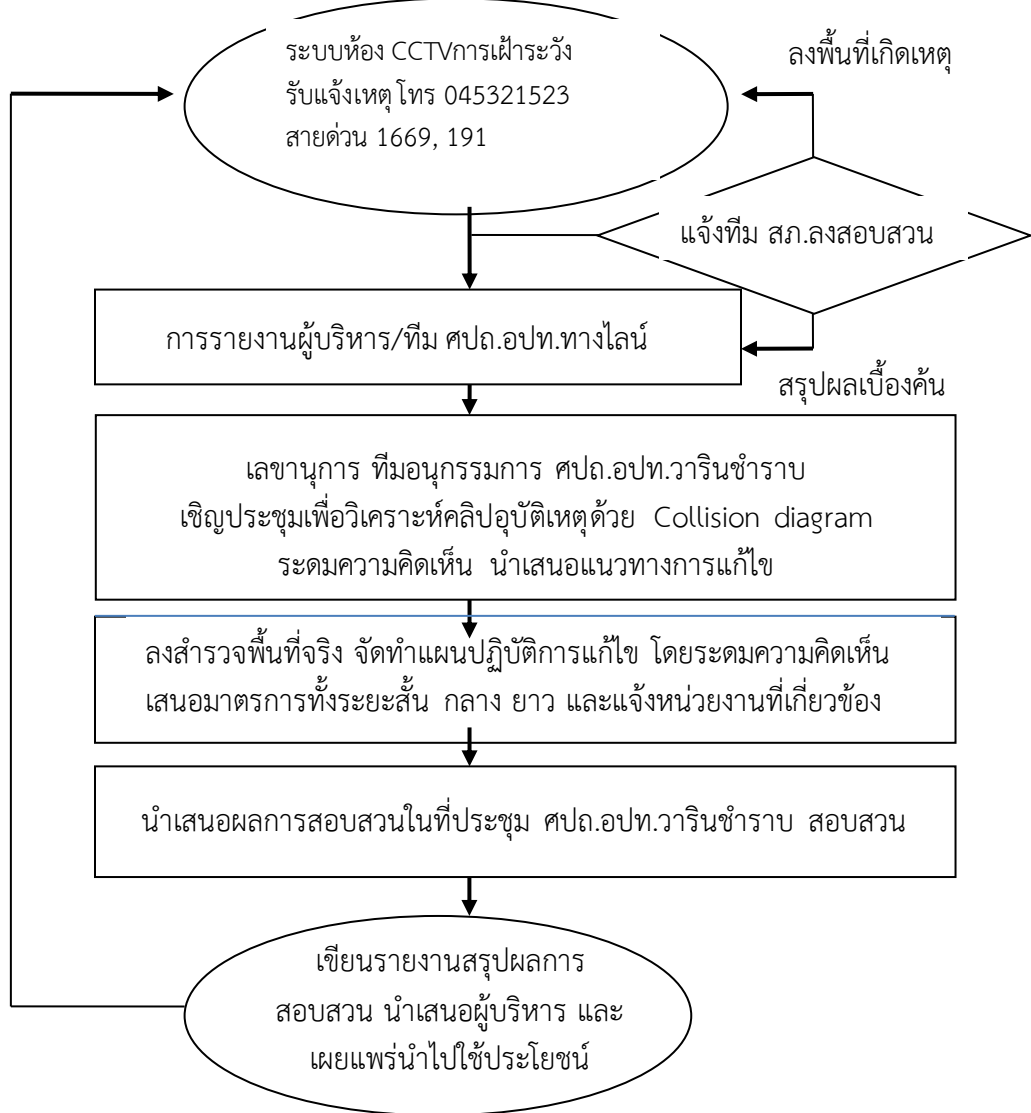 ระบบห้อง CCTVการเฝ้าระวัง
รับแจ้งเหตุ โทร 045321523
สายด่วน 1669, 191
ลงพื้นที่เกิดเหตุ
แจ้งทีม สภ.ลงสอบสวน
การรายงานผู้บริหาร/ทีม ศปถ.อปท.ทางไลน์
สรุปผลเบื้องค้น
เลขานุการ ทีมอนุกรรมการ ศปถ.อปท.วารินชำราบ
เชิญประชุมเพื่อวิเคราะห์คลิปอุบัติเหตุด้วย Collision diagram
ระดมความคิดเห็น นำเสนอแนวทางการแก้ไข
ลงสำรวจพื้นที่จริง จัดทำแผนปฏิบัติการแก้ไข โดยระดมความคิดเห็น
เสนอมาตรการทั้งระยะสั้น กลาง ยาว และแจ้งหน่วยงานที่เกี่ยวข้อง
นำเสนอผลการสอบสวนในที่ประชุม ศปถ.อปท.วารินชำราบ สอบสวน
เขียนรายงานสรุปผลการ
สอบสวน นำเสนอผู้บริหาร และ
เผยแพร่นำไปใช้ประโยชน์